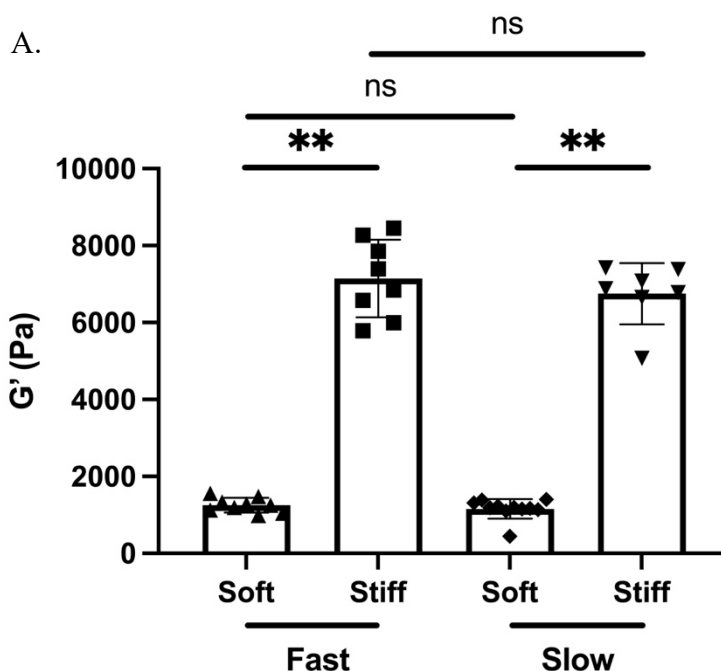 A.
ns
ns
** **
10000
8000
6000
4000
2000
0
G' (Pa)
Soft Stiff Soft Stiff
Fast Slow